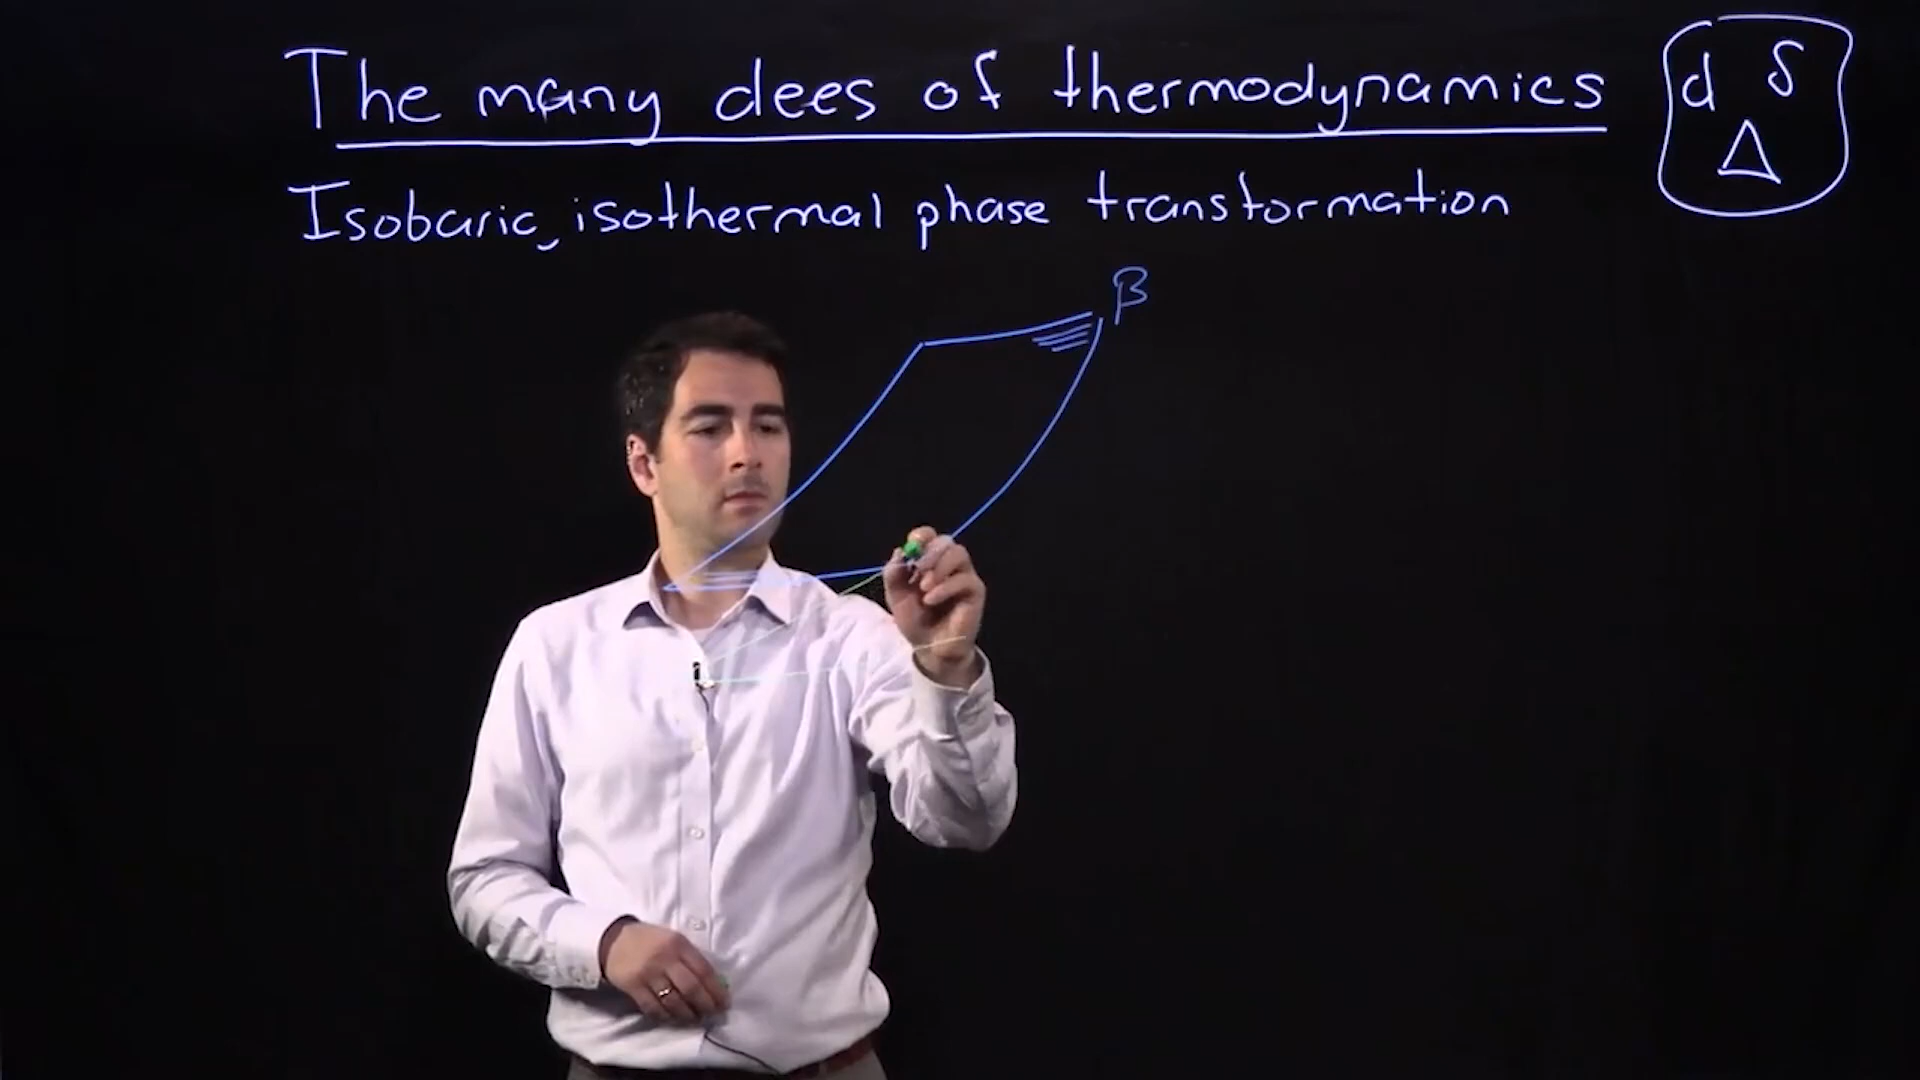 The many dees of thermodynamics
d δ
Δ
Isobaric, isothermal phase transformation
β